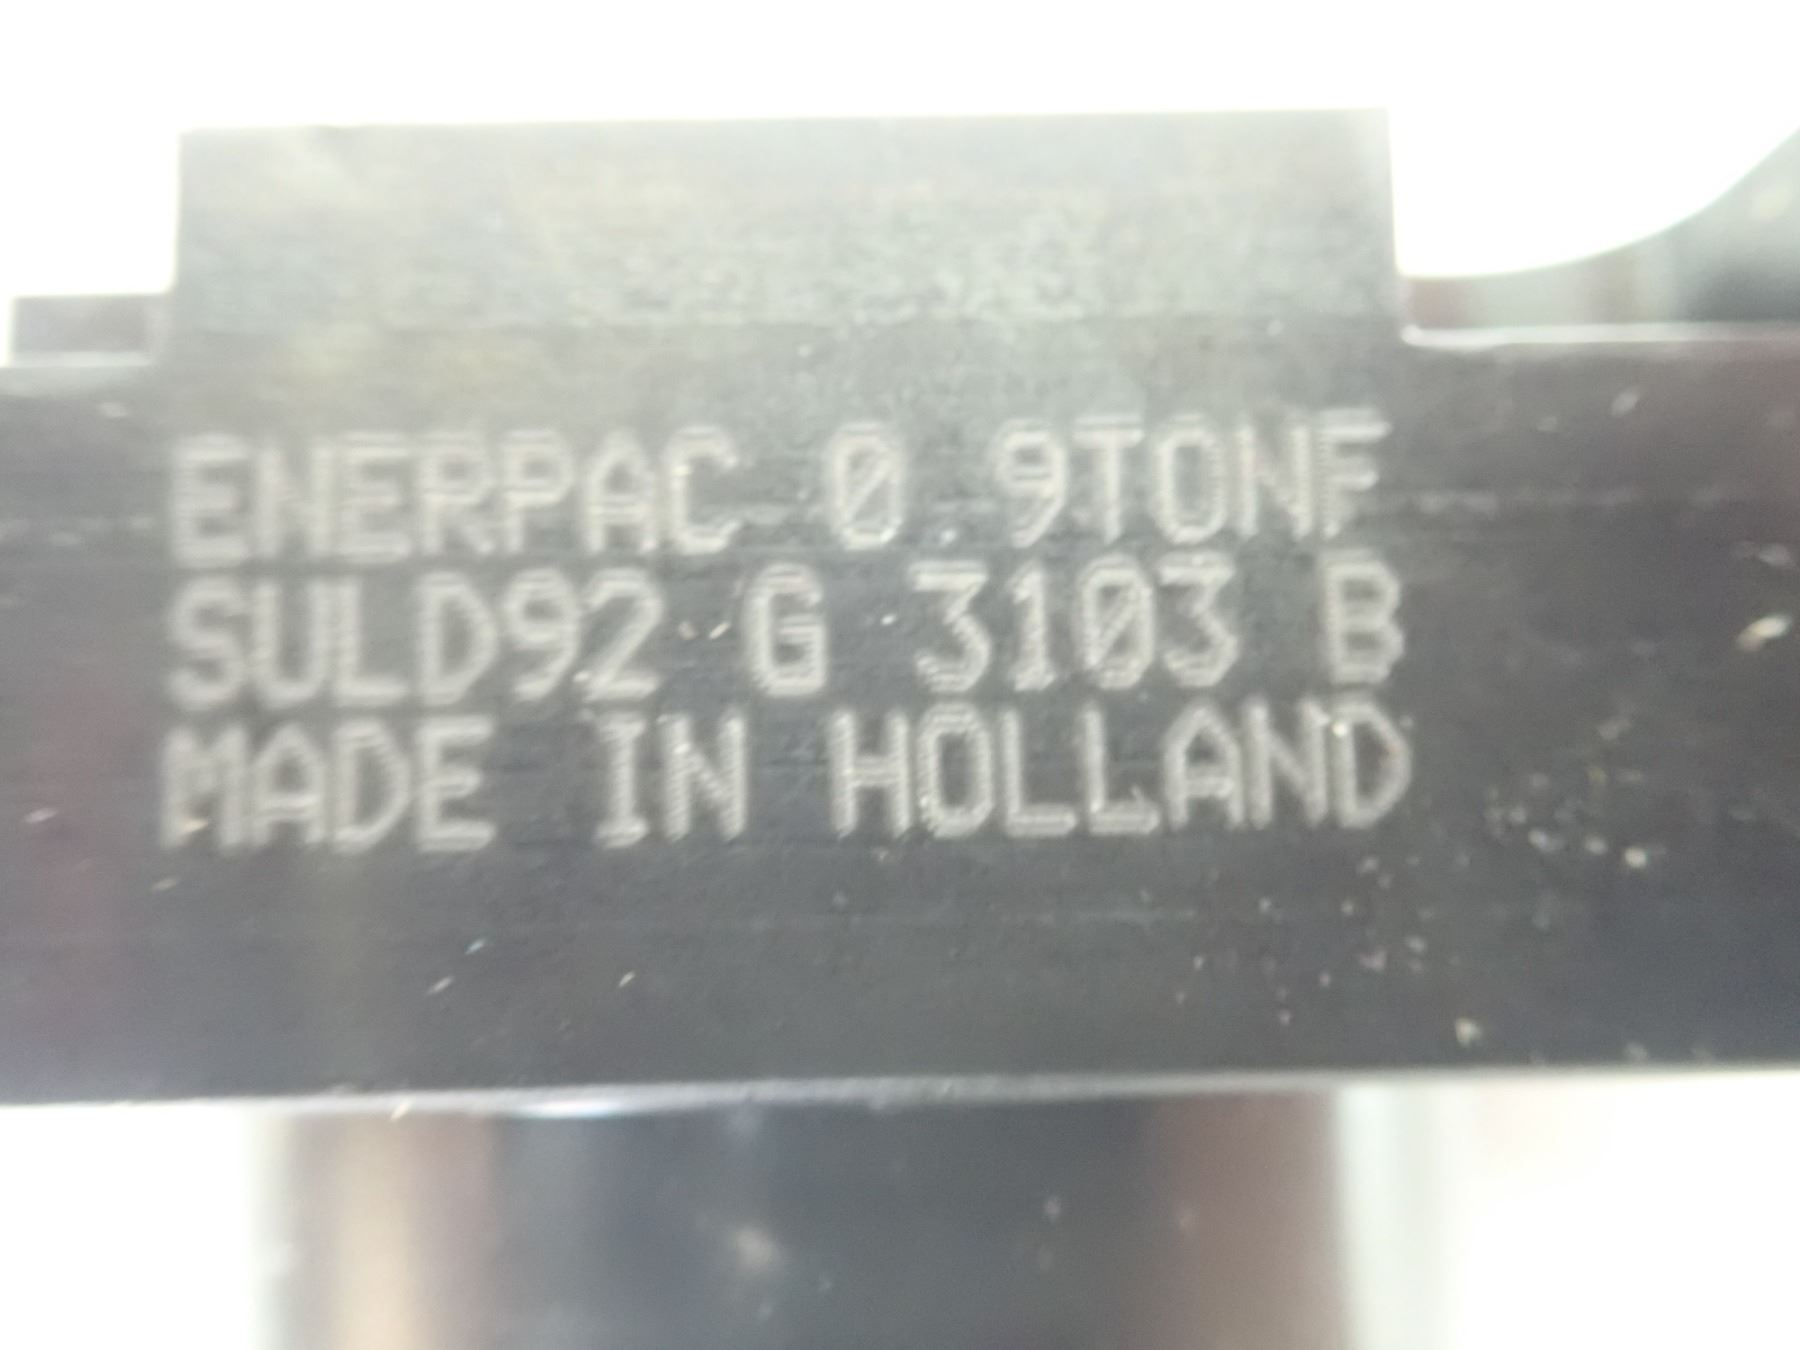 ENERPAC 0.9TONF
SULD92 G 3103 B
MADE IN HOLLAND